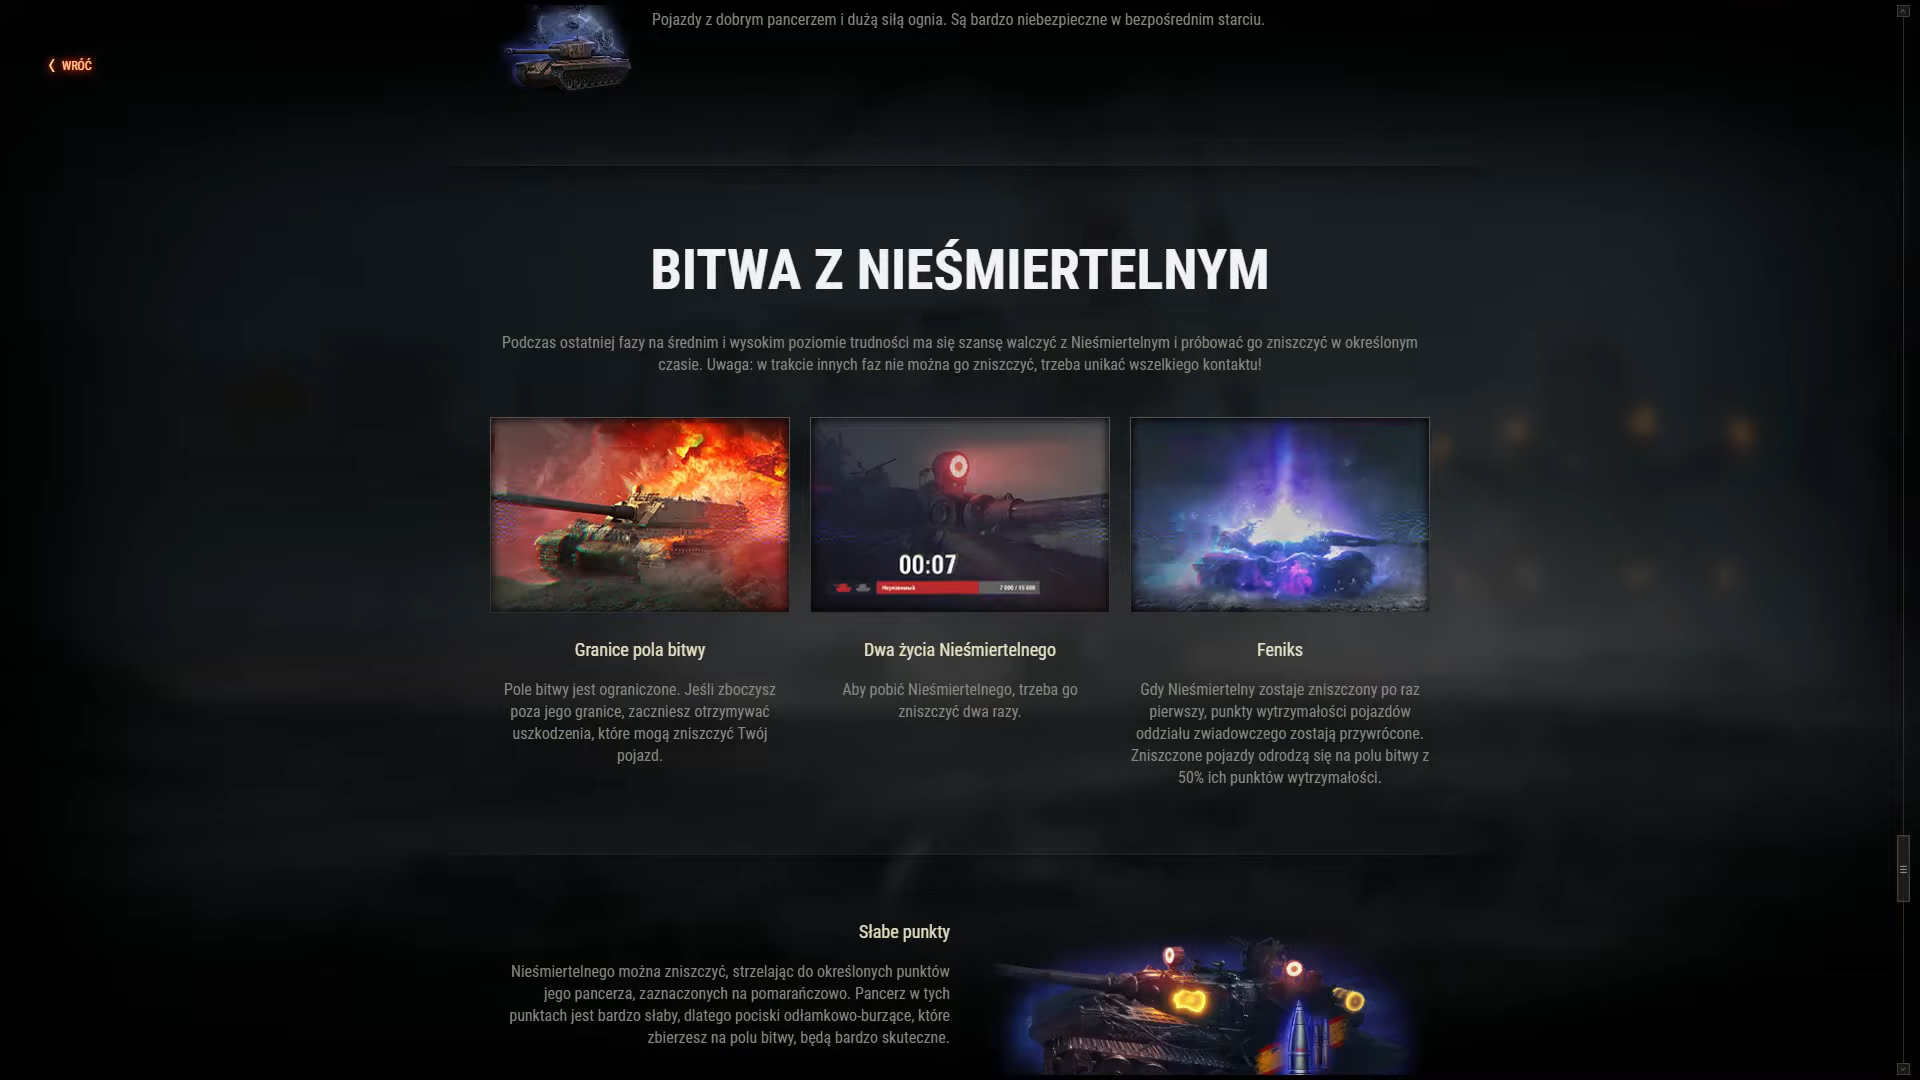 Pojazdy z dobrym pancerzem i dużą siłą ognia. Są bardzo niebezpieczne w bezpośrednim starciu.
WRÓĆ
BITWA Z NIEŚMIERTELNYM
Podczas ostatniej fazy na średnim i wysokim poziomie trudności ma się szansę walczyć z Nieśmiertelnym i próbować go zniszczyć w określonym
czasie. Uwaga: w trakcie innych faz nie można go zniszczyć, trzeba unikać wszelkiego kontaktu!
00:07
Неуязвимый 7 000 / 15 000
Granice pola bitwy
Pole bitwy jest ograniczone. Jeśli zboczysz
poza jego granice, zaczniesz otrzymywać
uszkodzenia, które mogą zniszczyć Twój
pojazd.
Dwa życia Nieśmiertelnego
Aby pobić Nieśmiertelnego, trzeba go
zniszczyć dwa razy.
Feniks
Gdy Nieśmiertelny zostaje zniszczony po raz
pierwszy, punkty wytrzymałości pojazdów
oddziału zwiadowczego zostają przywrócone.
Zniszczone pojazdy odrodzą się na polu bitwy z
50% ich punktów wytrzymałości.
Słabe punkty
Nieśmiertelnego można zniszczyć, strzelając do określonych punktów
jego pancerza, zaznaczonych na pomarańczowo. Pancerz w tych
punktach jest bardzo słaby, dlatego pociski odłamkowo-burzące, które
zbierzesz na polu bitwy, będą bardzo skuteczne.